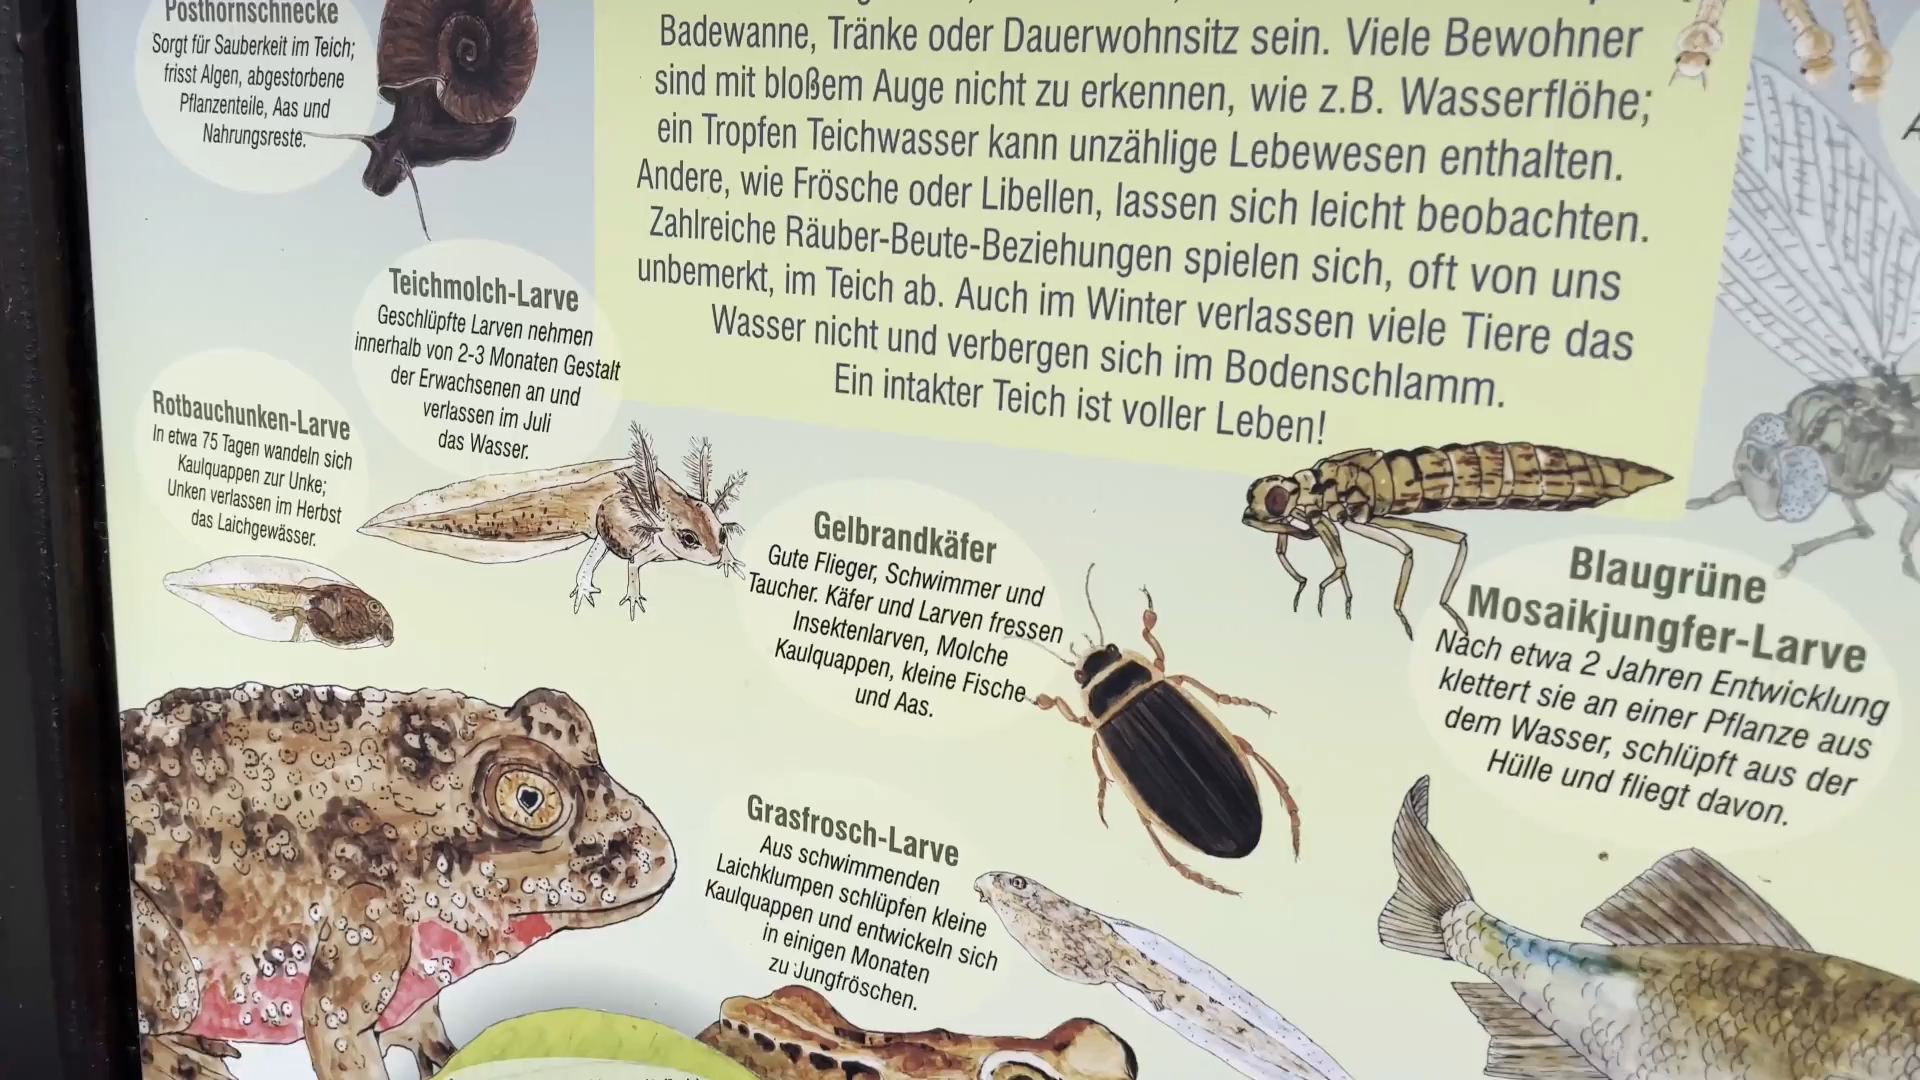 Posthornschnecke
Sorgt für Sauberkeit im Teich;
frisst Algen, abgestorbene
Pflanzenteile, Aas und
Nahrungsreste.
Badewanne, Tränke oder Dauerwohnsitz sein. Viele Bewohner
sind mit bloßem Auge nicht zu erkennen, wie z.B. Wasserflöhe;
ein Tropfen Teichwasser kann unzählige Lebewesen enthalten.
Andere, wie Frösche oder Libellen, lassen sich leicht beobachten.
Zahlreiche Räuber-Beute-Beziehungen spielen sich, oft von uns
unbemerkt, im Teich ab. Auch im Winter verlassen viele Tiere das
Wasser nicht und verbergen sich im Bodenschlamm.
Ein intakter Teich ist voller Leben!
Teichmolch-Larve
Geschlüpfte Larven nehmen
innerhalb von 2-3 Monaten Gestalt
der Erwachsenen an und
verlassen im Juli
das Wasser.
Rotbauchunken-Larve
In etwa 75 Tagen wandeln sich
Kaulquappen zur Unke;
Unken verlassen im Herbst
das Laichgewässer.
Gelbrandkäfer
Gute Flieger, Schwimmer und
Taucher. Käfer und Larven fressen
Insektenlarven, Molche
Kaulquappen, kleine Fische
und Aas.
Blaugrüne
Mosaikjungfer-Larve
Nach etwa 2 Jahren Entwicklung
klettert sie an einer Pflanze aus
dem Wasser, schlüpft aus der
Hülle und fliegt davon.
Grasfrosch-Larve
Aus schwimmenden
Laichklumpen schlüpfen kleine
Kaulquappen und entwickeln sich
in einigen Monaten
zu Jungfröschen.